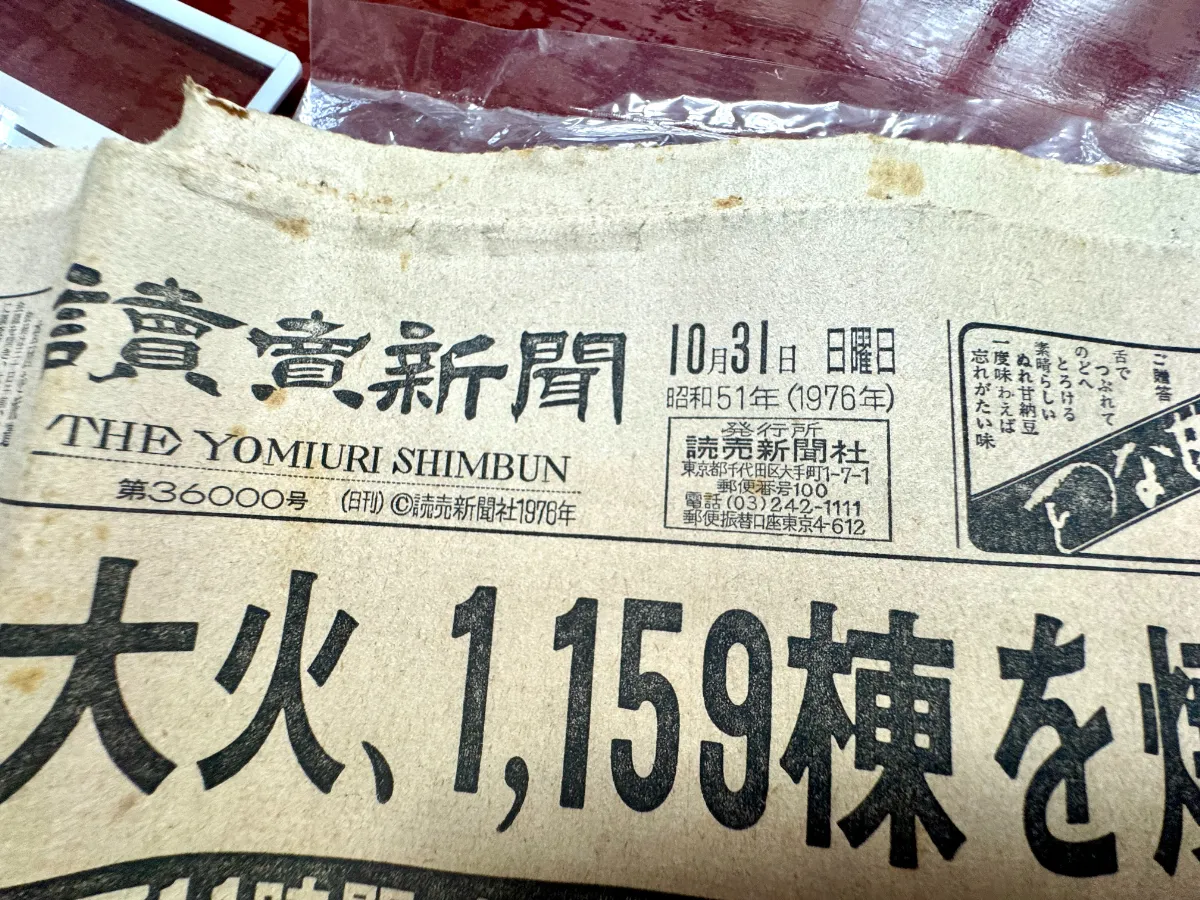 讀賣新聞
THE YOMIURI SHIMBUN
第36000号 (日刊) ©読売新聞社1976年
10月31日 日曜日
昭和51年(1976年)
発行所
読売新聞社
東京都千代田区大手町1-7-1
郵便番号100
電話(03)242-1111
郵便振替口座東京4-612
ご贈答
舌で
つぶれて
のどへ
とろける
素晴らしい
ぬれ甘納豆
一度味わえば
忘れがたい味
つな
大火、1,159棟を
11時間